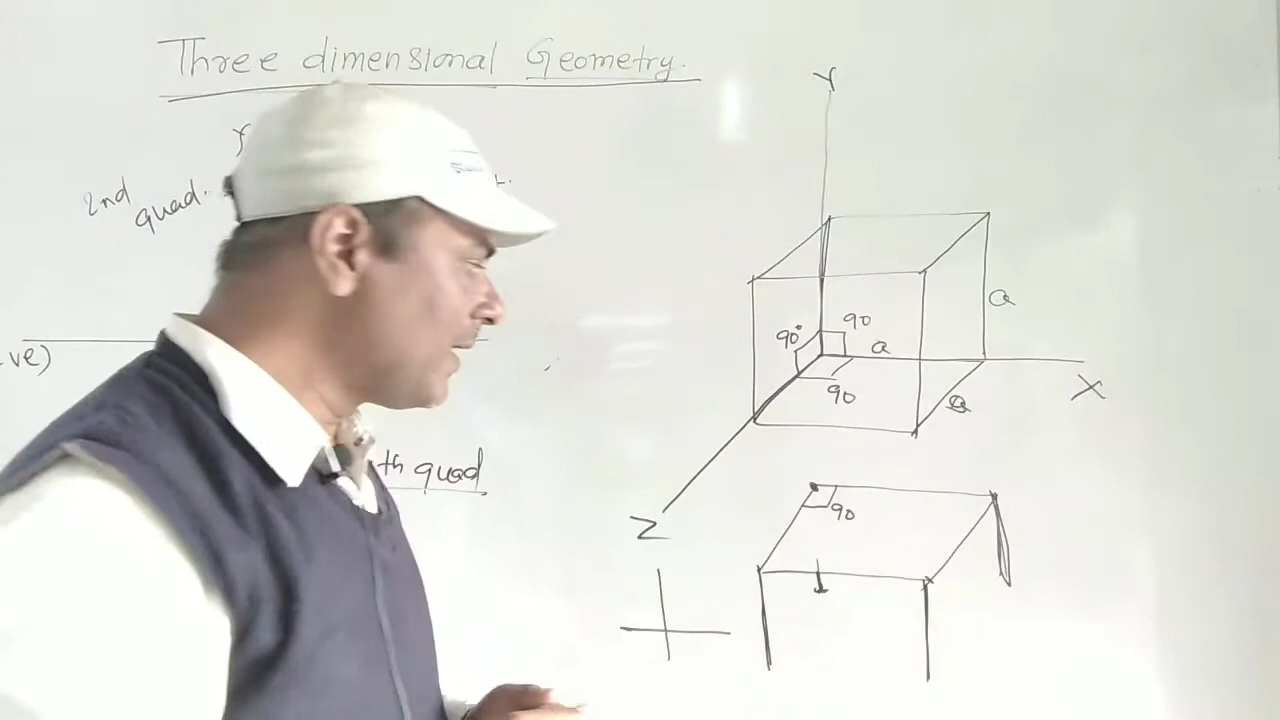 Three dimensional Geometry.
Y
Y
2nd
quad.
a
90
90°
a
ve)
90
a
X
th quad
Z
90